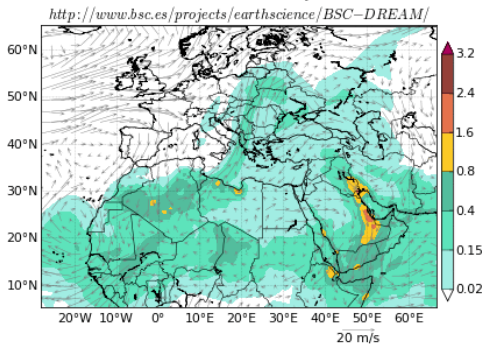 http://www.bsc.es/projects/earthscience/BSC−DREAM/
60°N
50°N
40°N
30°N
20°N
10°N
20°W 10°W 0° 10°E 20°E 30°E 40°E 50°E 60°E
20 m/s
3.2
2.4
1.6
0.8
0.4
0.15
0.02